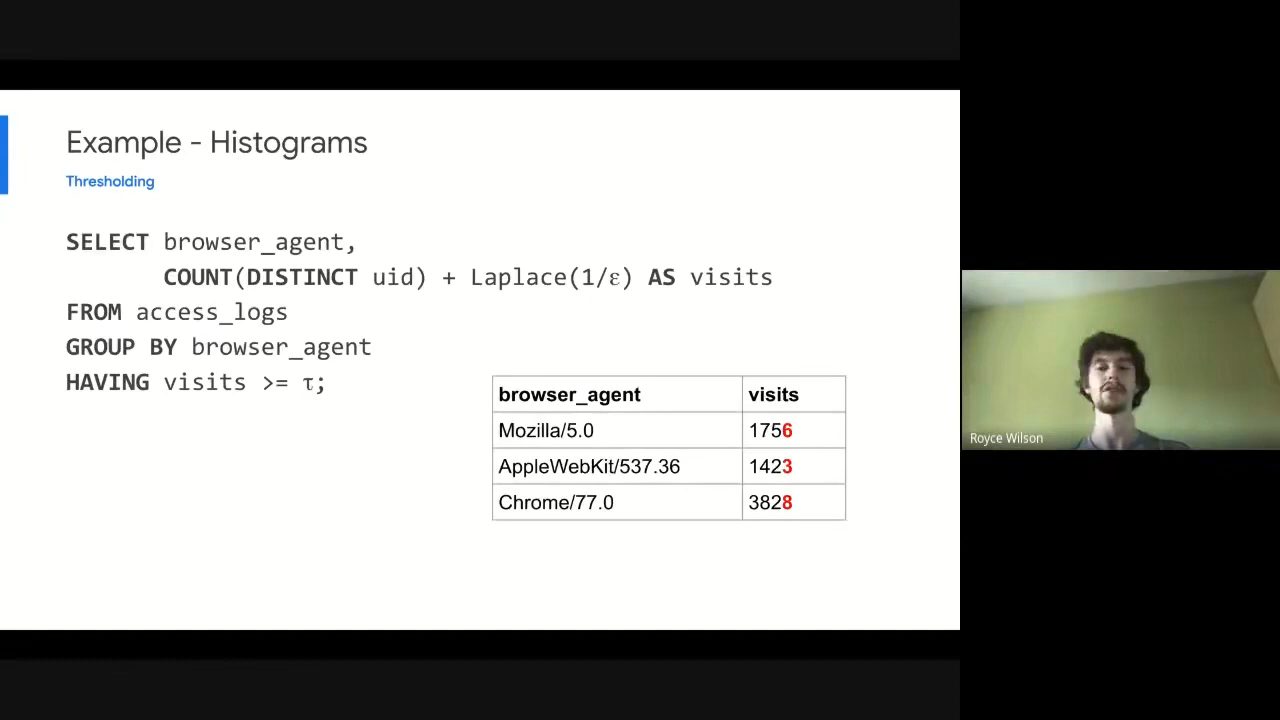 Example - Histograms
Thresholding
SELECT browser_agent,
COUNT(DISTINCT uid) + Laplace(1/ε) AS visits
FROM access_logs
GROUP BY browser_agent
HAVING visits >= τ;
browser_agent visits
Mozilla/5.0 1756
AppleWebKit/537.36 1423
Chrome/77.0 3828
Royce Wilson